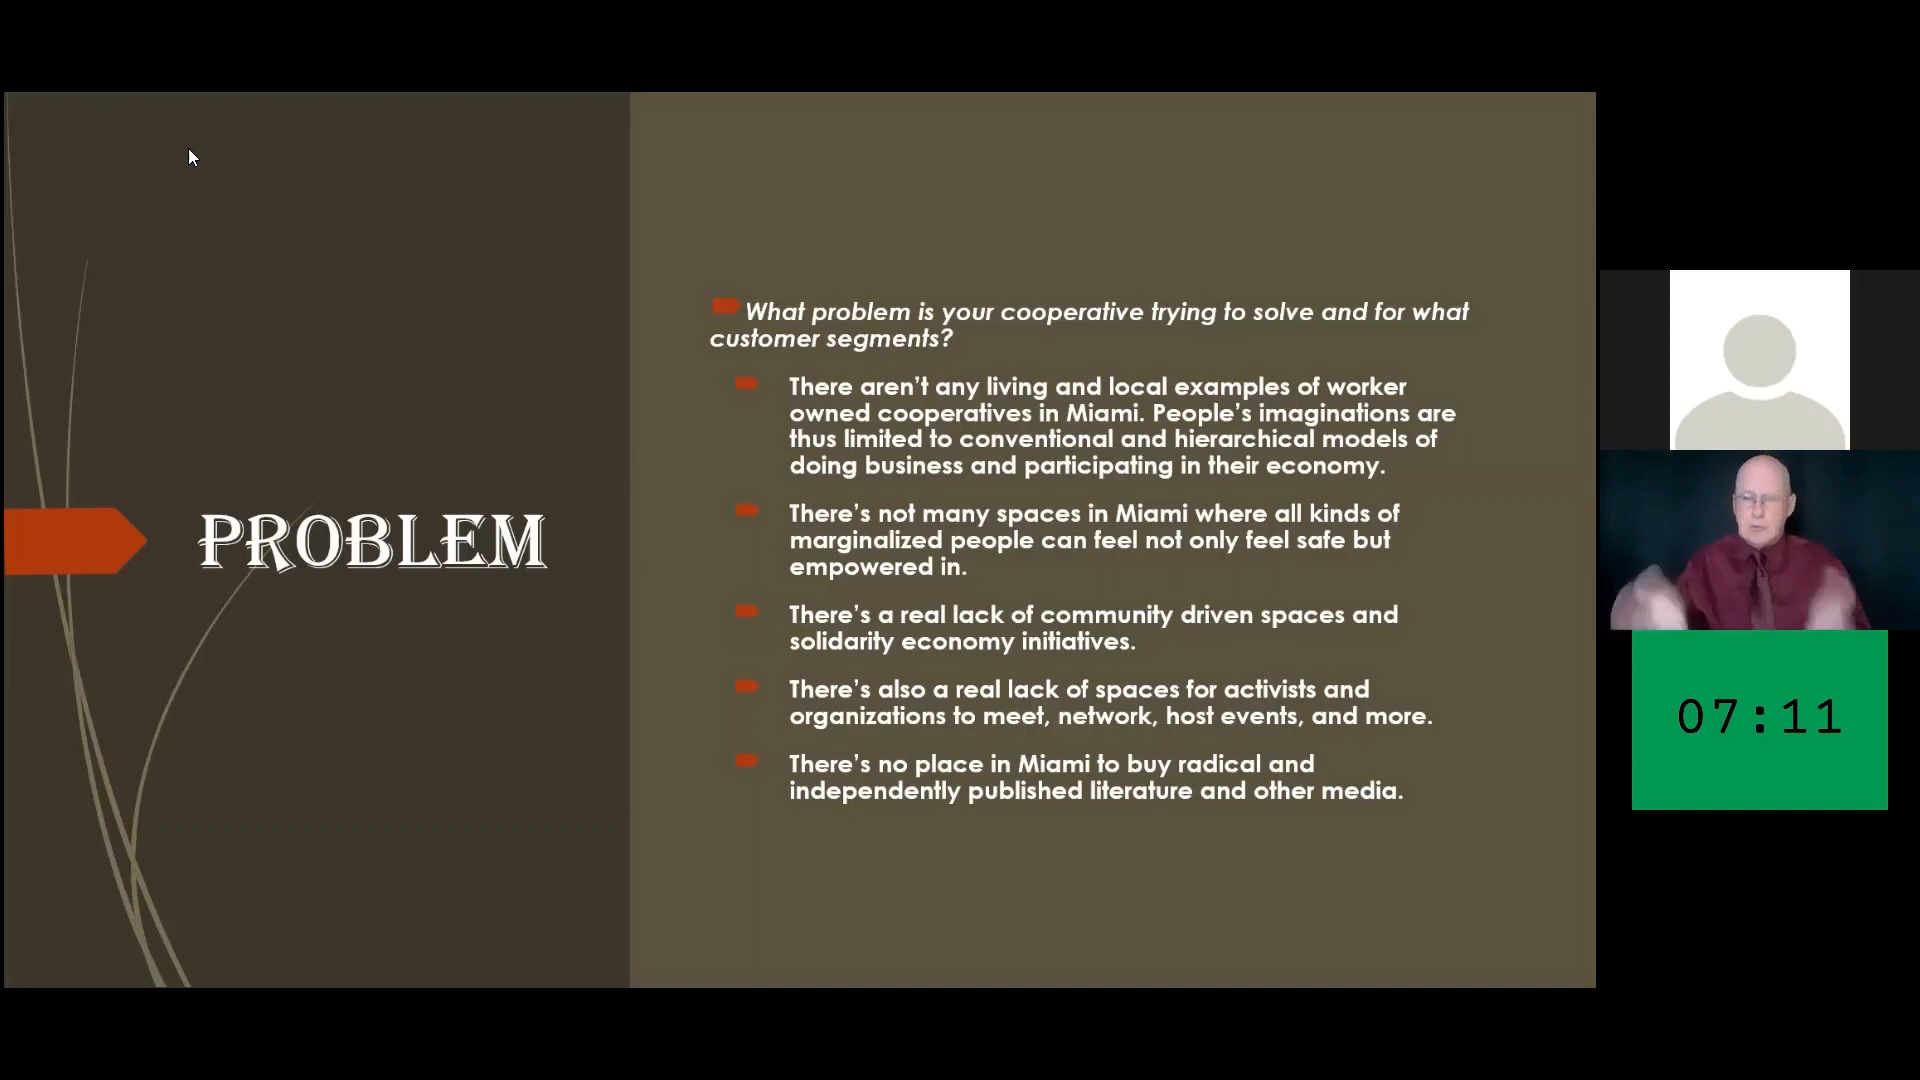 PROBLEM
What problem is your cooperative trying to solve and for what
customer segments?
There aren’t any living and local examples of worker
owned cooperatives in Miami. People’s imaginations are
thus limited to conventional and hierarchical models of
doing business and participating in their economy.
There’s not many spaces in Miami where all kinds of
marginalized people can feel not only feel safe but
empowered in.
There’s a real lack of community driven spaces and
solidarity economy initiatives.
There’s also a real lack of spaces for activists and
organizations to meet, network, host events, and more.
There’s no place in Miami to buy radical and
independently published literature and other media.
07:11